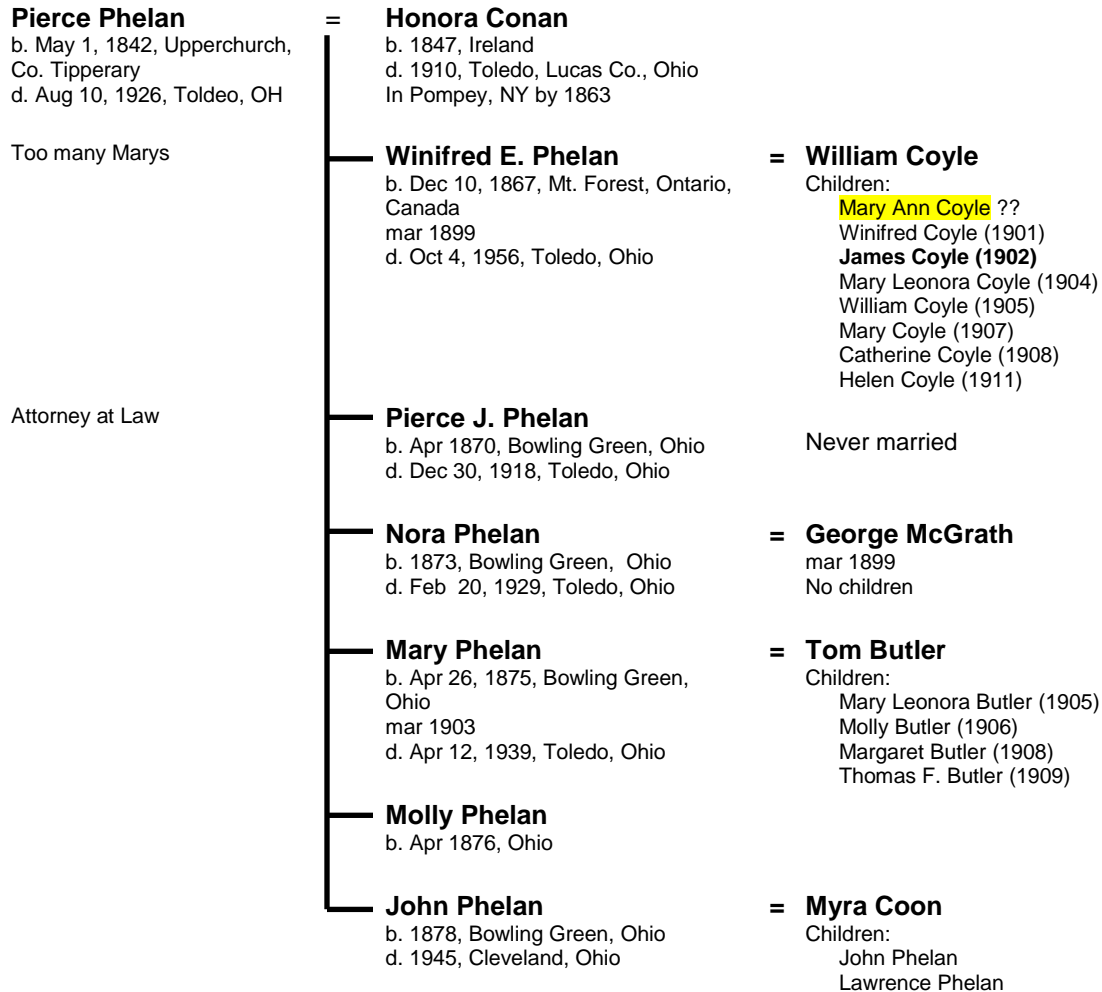 Pierce Phelan = Honora Conan
b. May 1, 1842, Upperchurch, b. 1847, Ireland
Co. Tipperary d. 1910, Toledo, Lucas Co., Ohio
d. Aug 10, 1926, Toldeo, OH In Pompey, NY by 1863
Too many Marys Winifred E. Phelan = William Coyle
b. Dec 10, 1867, Mt. Forest, Ontario, Children:
Canada Mary Ann Coyle ??
mar 1899 Winifred Coyle (1901)
d. Oct 4, 1956, Toledo, Ohio James Coyle (1902)
Mary Leonora Coyle (1904)
William Coyle (1905)
Mary Coyle (1907)
Catherine Coyle (1908)
Helen Coyle (1911)
Attorney at Law Pierce J. Phelan
b. Apr 1870, Bowling Green, Ohio Never married
d. Dec 30, 1918, Toledo, Ohio
Nora Phelan = George McGrath
b. 1873, Bowling Green, Ohio mar 1899
d. Feb 20, 1929, Toledo, Ohio No children
Mary Phelan = Tom Butler
b. Apr 26, 1875, Bowling Green, Children:
Ohio Mary Leonora Butler (1905)
mar 1903 Molly Butler (1906)
d. Apr 12, 1939, Toledo, Ohio Margaret Butler (1908)
Thomas F. Butler (1909)
Molly Phelan
b. Apr 1876, Ohio
John Phelan = Myra Coon
b. 1878, Bowling Green, Ohio Children:
d. 1945, Cleveland, Ohio John Phelan
Lawrence Phelan